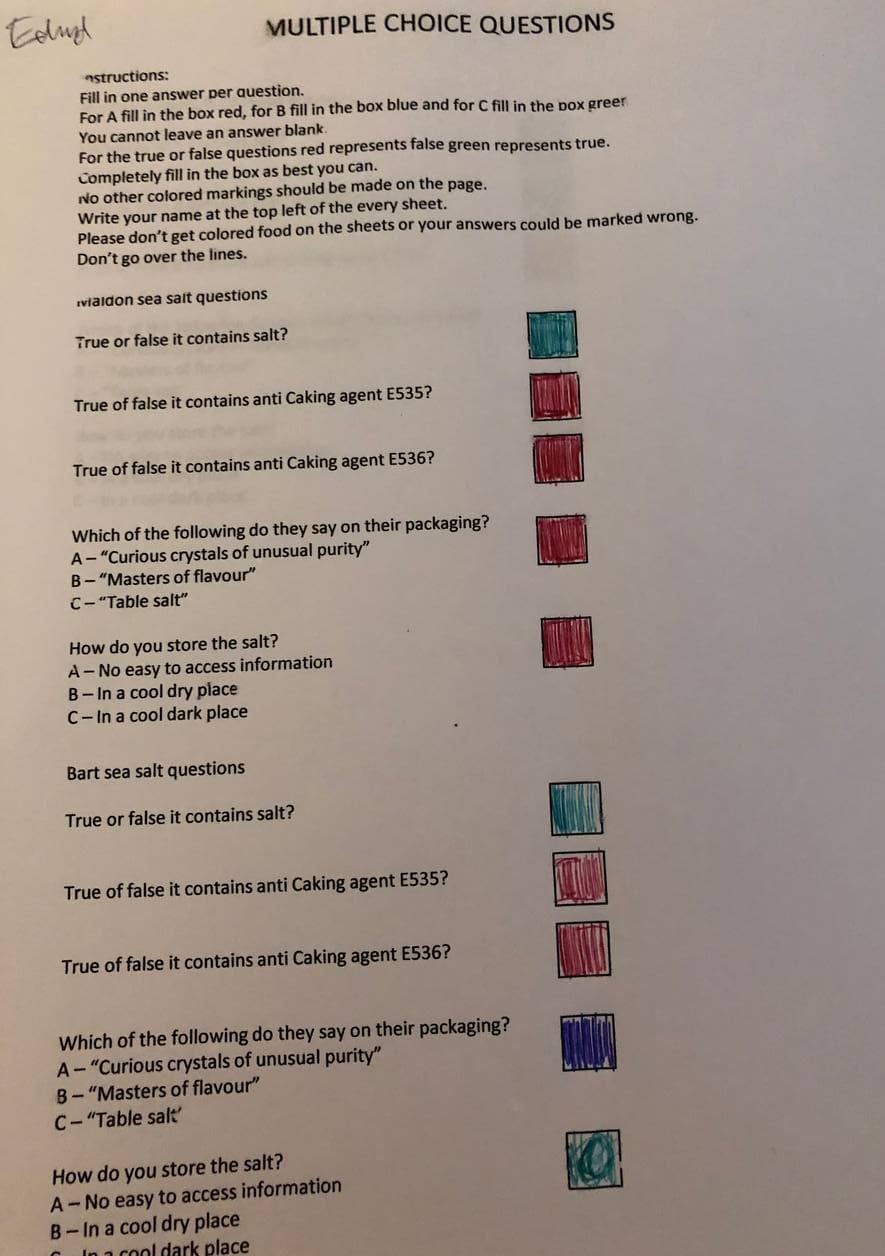 MULTIPLE CHOICE QUESTIONS
nstructions:
Fill in one answer per question.
For A fill in the box red, for B fill in the box blue and for C fill in the box green
You cannot leave an answer blank.
For the true or false questions red represents false green represents true.
Completely fill in the box as best you can.
No other colored markings should be made on the page.
Write your name at the top left of the every sheet.
Please don't get colored food on the sheets or your answers could be marked wrong.
Don't go over the lines.
Maldon sea salt questions
True or false it contains salt?
True of false it contains anti Caking agent E535?
True of false it contains anti Caking agent E536?
Which of the following do they say on their packaging?
A – “Curious crystals of unusual purity”
B – “Masters of flavour”
C – “Table salt”
How do you store the salt?
A – No easy to access information
B – In a cool dry place
C – In a cool dark place
Bart sea salt questions
True or false it contains salt?
True of false it contains anti Caking agent E535?
True of false it contains anti Caking agent E536?
Which of the following do they say on their packaging?
A – “Curious crystals of unusual purity”
B – “Masters of flavour”
C – “Table salt’
How do you store the salt?
A – No easy to access information
B – In a cool dry place
C – In a cool dark place